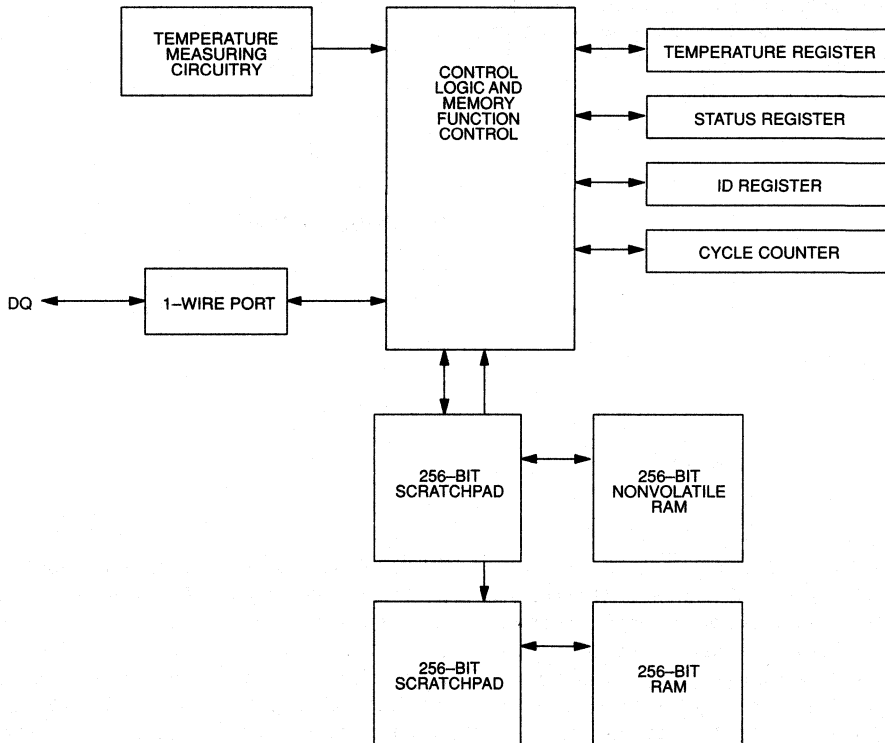 TEMPERATURE
MEASURING
CIRCUITRY
CONTROL
LOGIC AND
MEMORY
FUNCTION
CONTROL
TEMPERATURE REGISTER
STATUS REGISTER
ID REGISTER
CYCLE COUNTER
DQ
1–WIRE PORT
256–BIT
SCRATCHPAD
256–BIT
NONVOLATILE
RAM
256–BIT
SCRATCHPAD
256–BIT
RAM